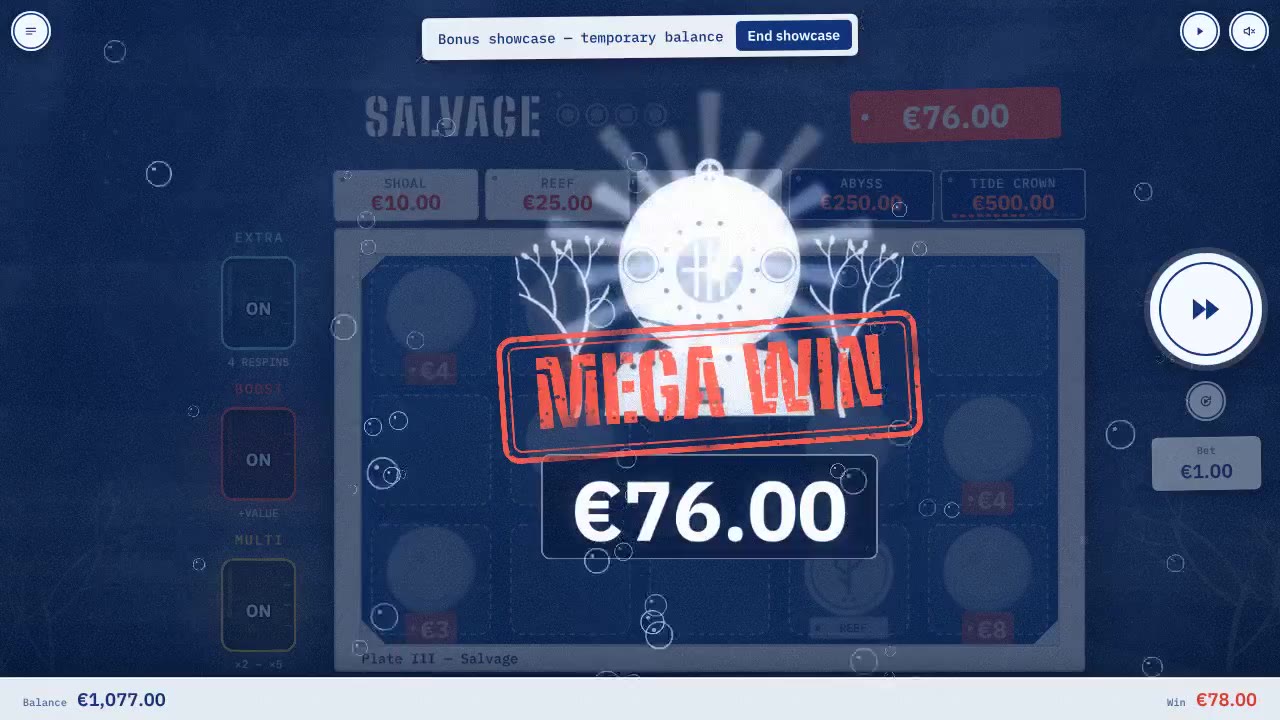 Bonus showcase — temporary balance
End showcase
SALVAGE
€76.00
SHOAL
€10.00
REEF
€25.00
ABYSS
€250.00
TIDE CROWN
€500.00
EXTRA
ON
4 RESPINS
BOOST
ON
+VALUE
MULTI
ON
×2 – ×5
€4
€4
€3
REEF
€8
MEGA WIN
€76.00
Plate III — Salvage
Bet
€1.00
Balance €1,077.00
Win €78.00